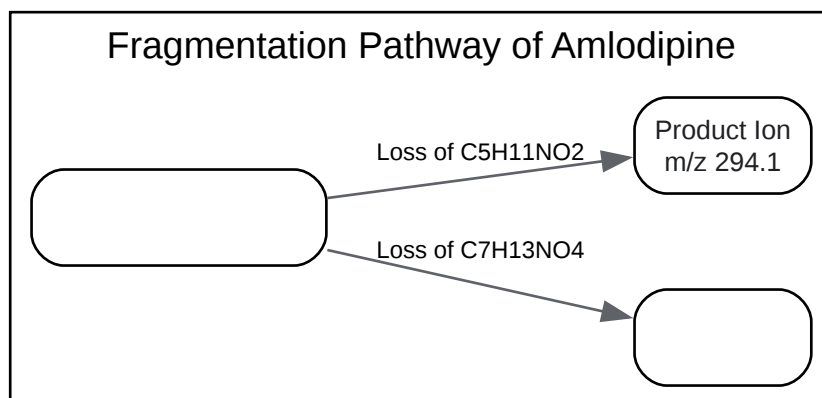 Fragmentation Pathway of Amlodipine
Loss of C5H11NO2
Product Ion
m/z 294.1
Loss of C7H13NO4